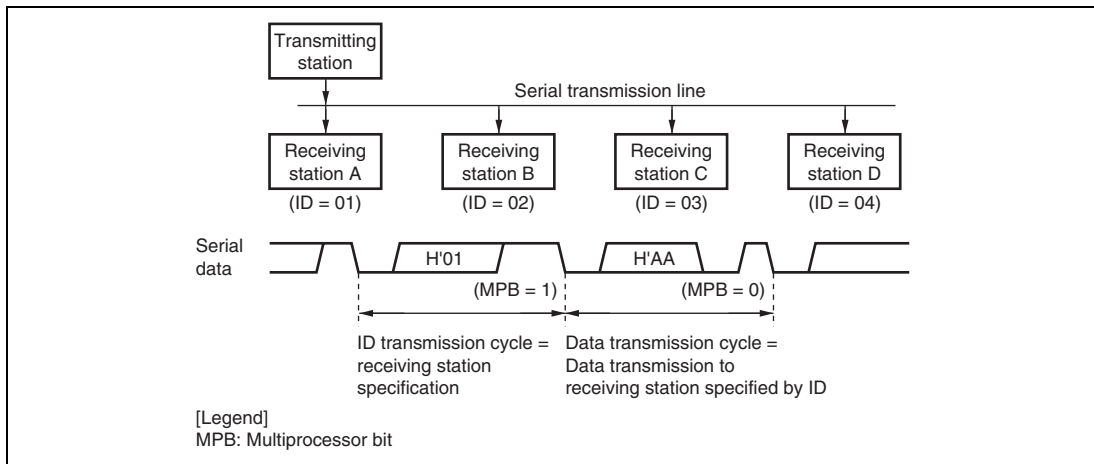 Transmitting
station
Serial transmission line
Receiving
station A
Receiving
station B
Receiving
station C
Receiving
station D
(ID = 01)
(ID = 02)
(ID = 03)
(ID = 04)
Serial
data
H'01
H'AA
(MPB = 1)
(MPB = 0)
ID transmission cycle =
receiving station
specification
Data transmission cycle =
Data transmission to
receiving station specified by ID
[Legend]
MPB: Multiprocessor bit